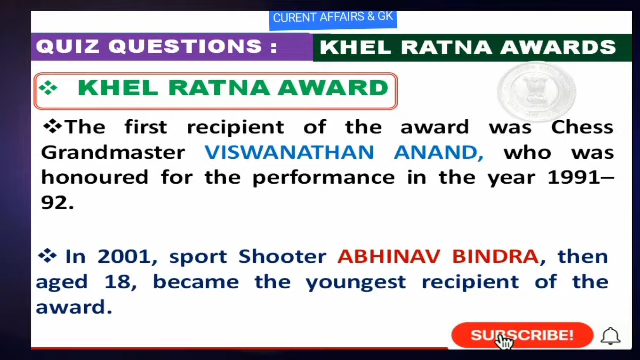 CURENT AFFAIRS & GK
QUIZ QUESTIONS : KHEL RATNA AWARDS
❖ KHEL RATNA AWARD
❖The first recipient of the award was Chess
Grandmaster VISWANATHAN ANAND, who was
honoured for the performance in the year 1991–
92.
❖ In 2001, sport Shooter ABHINAV BINDRA, then
aged 18, became the youngest recipient of the
award.
SUBSCRIBE!